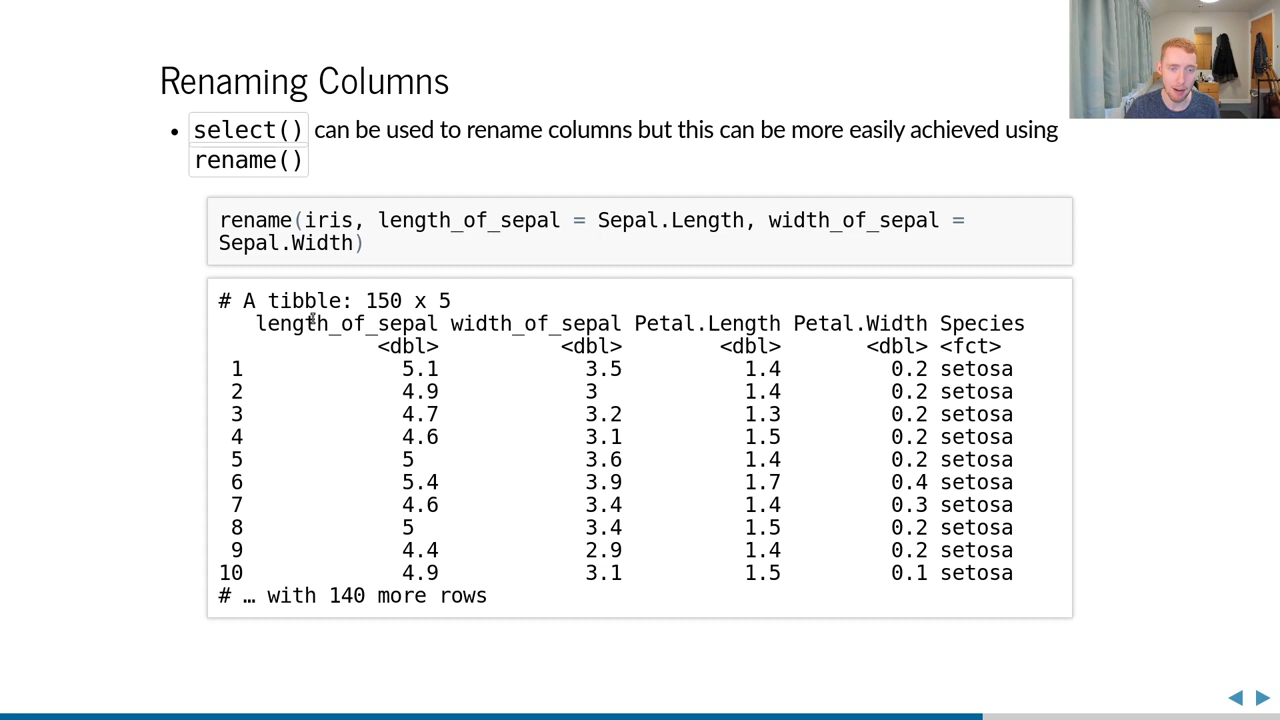 Renaming Columns
• select() can be used to rename columns but this can be more easily achieved using
rename()
rename(iris, length_of_sepal = Sepal.Length, width_of_sepal =
Sepal.Width)
# A tibble: 150 x 5
length_of_sepal width_of_sepal Petal.Length Petal.Width Species
<dbl> <dbl> <dbl> <dbl> <fct>
1 5.1 3.5 1.4 0.2 setosa
2 4.9 3 1.4 0.2 setosa
3 4.7 3.2 1.3 0.2 setosa
4 4.6 3.1 1.5 0.2 setosa
5 5 3.6 1.4 0.2 setosa
6 5.4 3.9 1.7 0.4 setosa
7 4.6 3.4 1.4 0.3 setosa
8 5 3.4 1.5 0.2 setosa
9 4.4 2.9 1.4 0.2 setosa
10 4.9 3.1 1.5 0.1 setosa
# … with 140 more rows